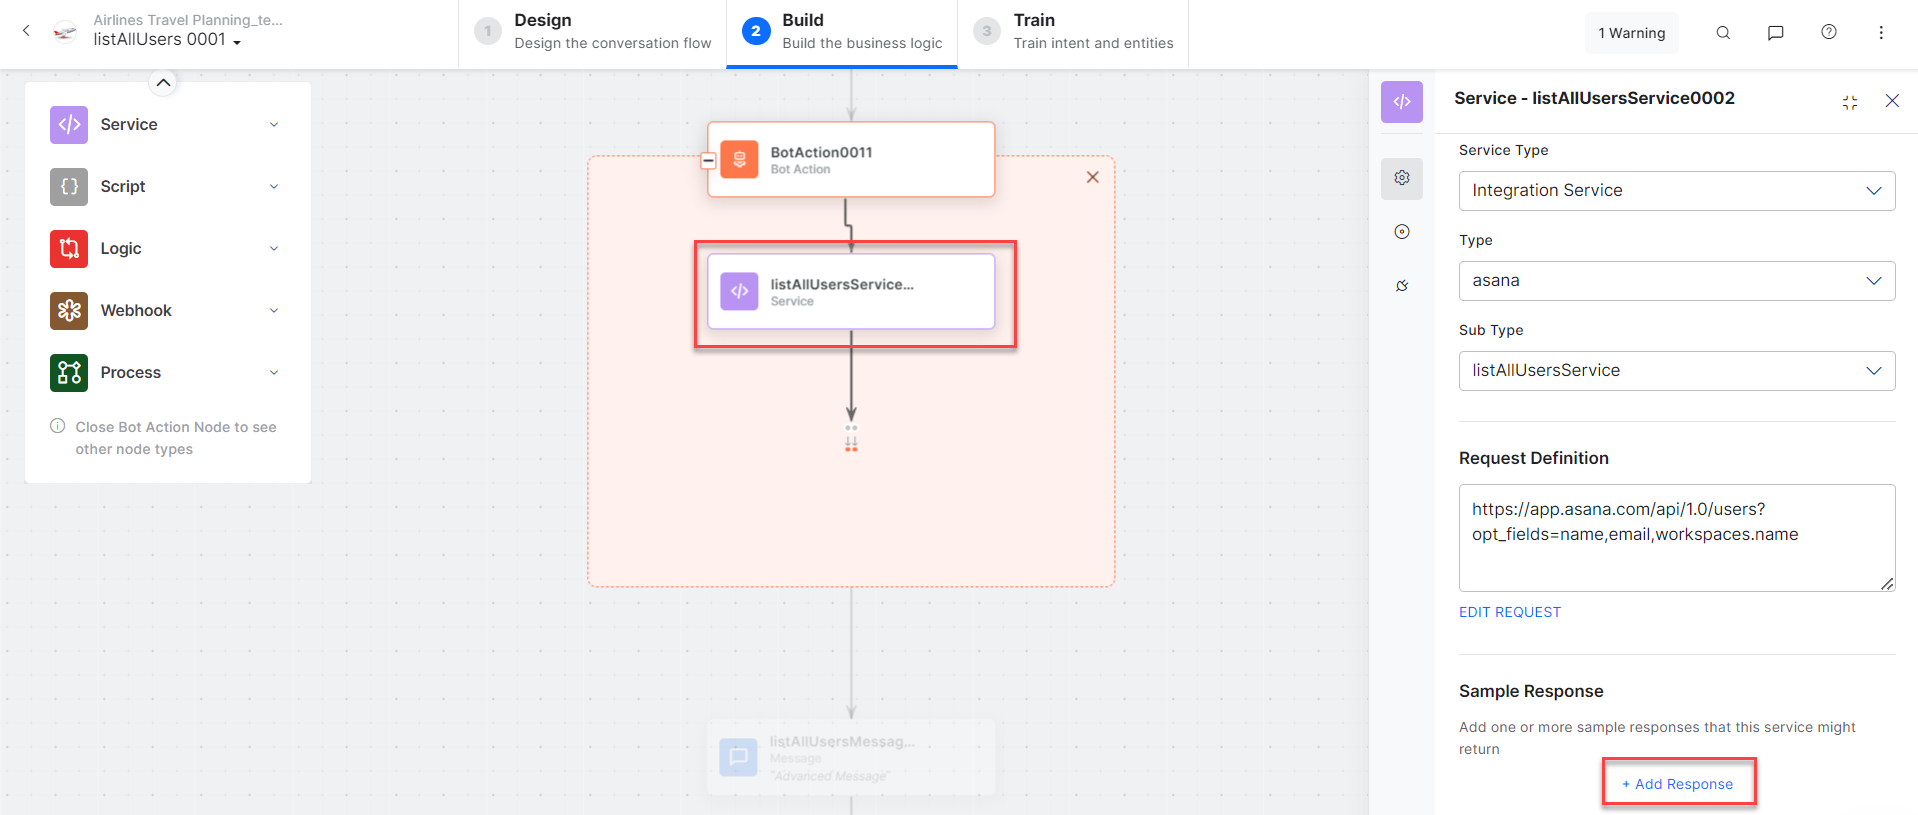 Airlines Travel Planning_te...
listAllUsers 0001
1
Design
Design the conversation flow
2
Build
Build the business logic
3
Train
Train intent and entities
1 Warning
Service
Script
Logic
Webhook
Process
Close Bot Action Node to see
other node types
BotAction0011
Bot Action
listAllUsersService...
Service
listAllUsersMessag...
Message
"Advanced Message"
Service - listAllUsersService0002
Service Type
Integration Service
Type
asana
Sub Type
listAllUsersService
Request Definition
https://app.asana.com/api/1.0/users?
opt_fields=name,email,workspaces.name
EDIT REQUEST
Sample Response
Add one or more sample responses that this service might
return
+ Add Response